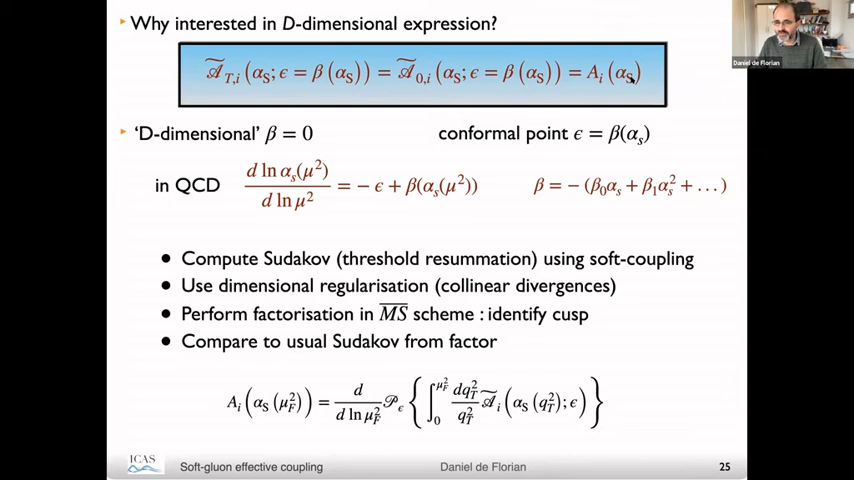 Why interested in D-dimensional expression?
𝒜̃_{T,i} (α_S; ϵ = β (α_S)) = 𝒜̃_{0,i} (α_S; ϵ = β (α_S)) = A_i (α_S)
Daniel de Florian
‘D-dimensional’ β = 0 conformal point ϵ = β(α_s)
in QCD d ln α_s(μ²) / d ln μ² = − ϵ + β(α_s(μ²)) β = − (β₀α_s + β₁α_s² + …)
Compute Sudakov (threshold resummation) using soft-coupling
Use dimensional regularisation (collinear divergences)
Perform factorisation in \overline{MS} scheme : identify cusp
Compare to usual Sudakov from factor
A_i (α_S (μ_F²)) = d / d ln μ_F² 𝒫_ϵ { ∫_0^{μ_F²} dq_T² / q_T² 𝒜̃_i (α_S (q_T²); ϵ) }
ICAS
Soft-gluon effective coupling Daniel de Florian 25